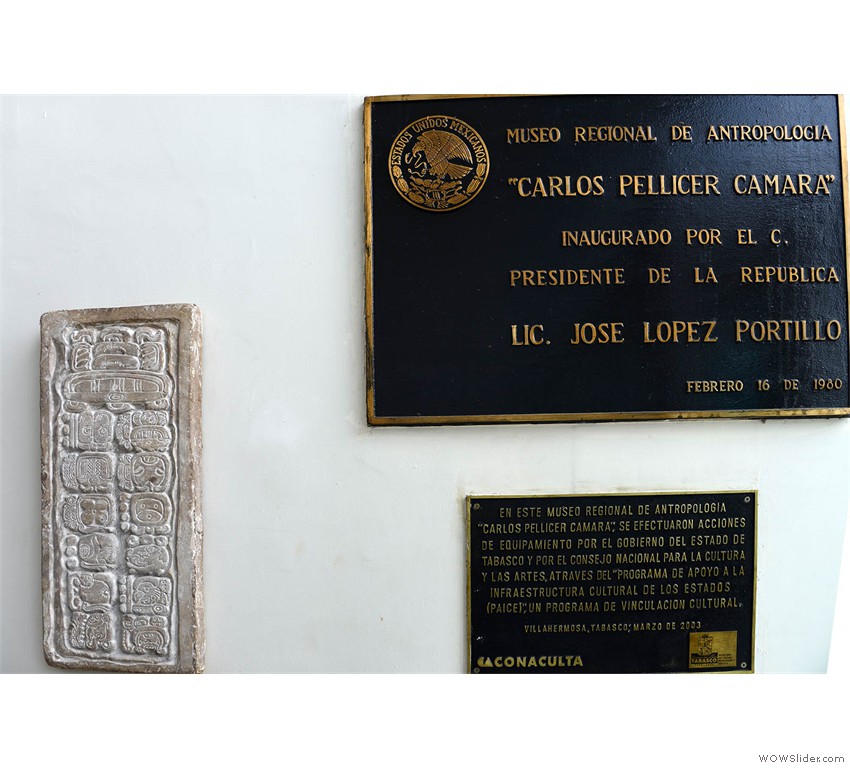 ESTADOS UNIDOS MEXICANOS
MUSEO REGIONAL DE ANTROPOLOGIA
"CARLOS PELLICER CAMARA"
INAUGURADO POR EL C.
PRESIDENTE DE LA REPUBLICA
LIC. JOSE LOPEZ PORTILLO
FEBRERO 16 DE 1980
EN ESTE MUSEO REGIONAL DE ANTROPOLOGIA
"CARLOS PELLICER CAMARA", SE EFECTUARON ACCIONES
DE EQUIPAMIENTO POR EL GOBIERNO DEL ESTADO DE
TABASCO Y POR EL CONSEJO NACIONAL PARA LA CULTURA
Y LAS ARTES, ATRAVES DEL "PROGRAMA DE APOYO A LA
INFRAESTRUCTURA CULTURAL DE LOS ESTADOS
(PAICE)", UN PROGRAMA DE VINCULACION CULTURAL.
VILLAHERMOSA, TABASCO; MARZO DE 2003
CONACULTA
TABASCO
WOWSlider.com